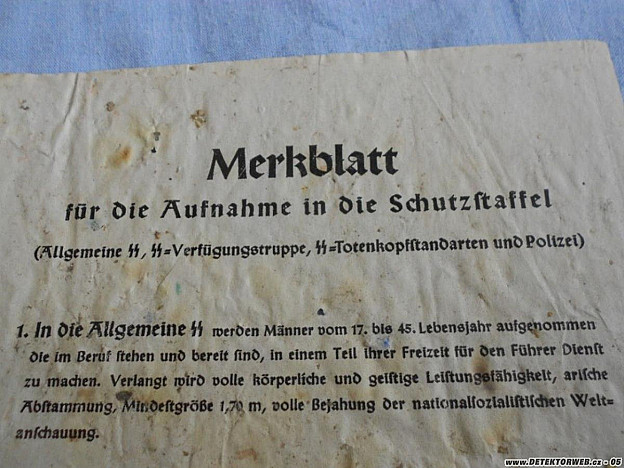 Merkblatt
für die Aufnahme in die Schutzstaffel
(Allgemeine ᛋᛋ, ᛋᛋ=Verfügungstruppe, ᛋᛋ=Totenkopfstandarten und Polizei)
1. In die Allgemeine ᛋᛋ werden Männer vom 17. bis 45. Lebensjahr aufgenommen
die im Beruf stehen und bereit sind, in einem Teil ihrer Freizeit für den Führer Dienst
zu machen. Verlangt wird volle körperliche und geistige Leistungsfähigkeit, arische
Abstammung, Mindestgröße 1,70 m, volle Bejahung der nationalsozialistischen Welt=
anschauung.
www.DETEKTORWEB.cz - 05